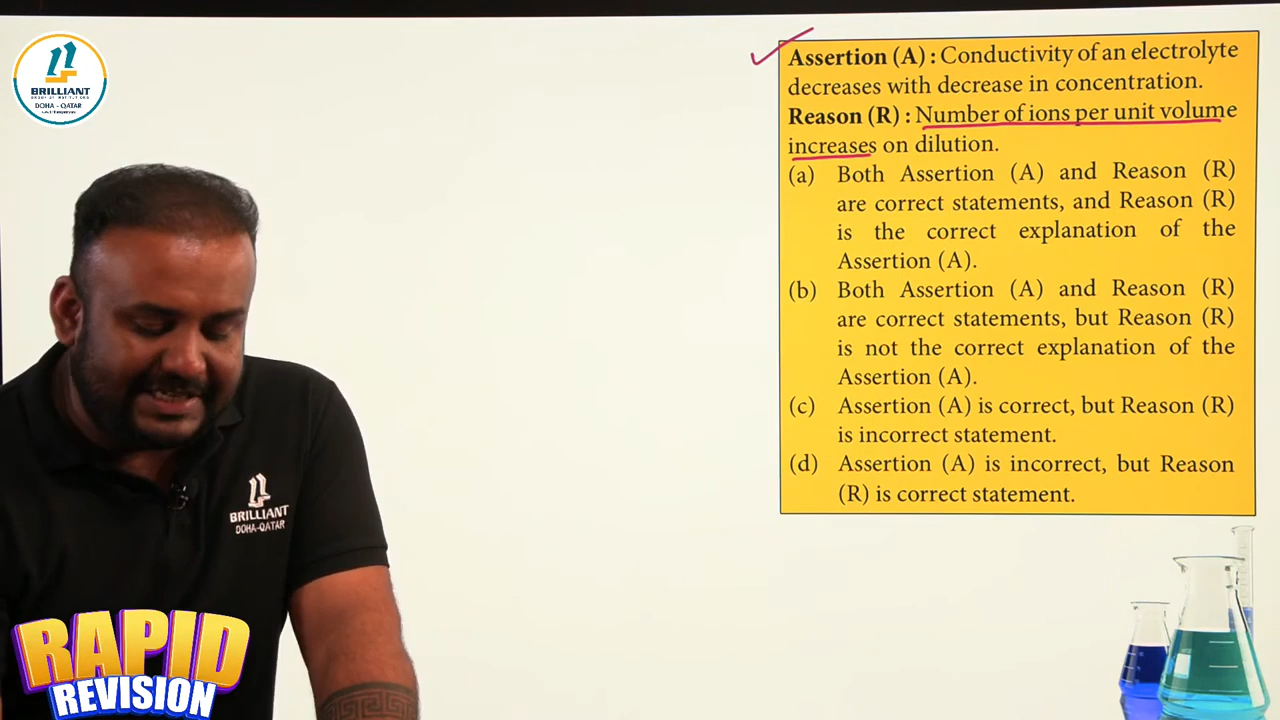 BRILLIANT
DOHA - QATAR
Assertion (A) : Conductivity of an electrolyte
decreases with decrease in concentration.
Reason (R) : Number of ions per unit volume
increases on dilution.
(a) Both Assertion (A) and Reason (R)
are correct statements, and Reason (R)
is the correct explanation of the
Assertion (A).
(b) Both Assertion (A) and Reason (R)
are correct statements, but Reason (R)
is not the correct explanation of the
Assertion (A).
(c) Assertion (A) is correct, but Reason (R)
is incorrect statement.
(d) Assertion (A) is incorrect, but Reason
(R) is correct statement.
BRILLIANT
DOHA-QATAR
RAPID
REVISION